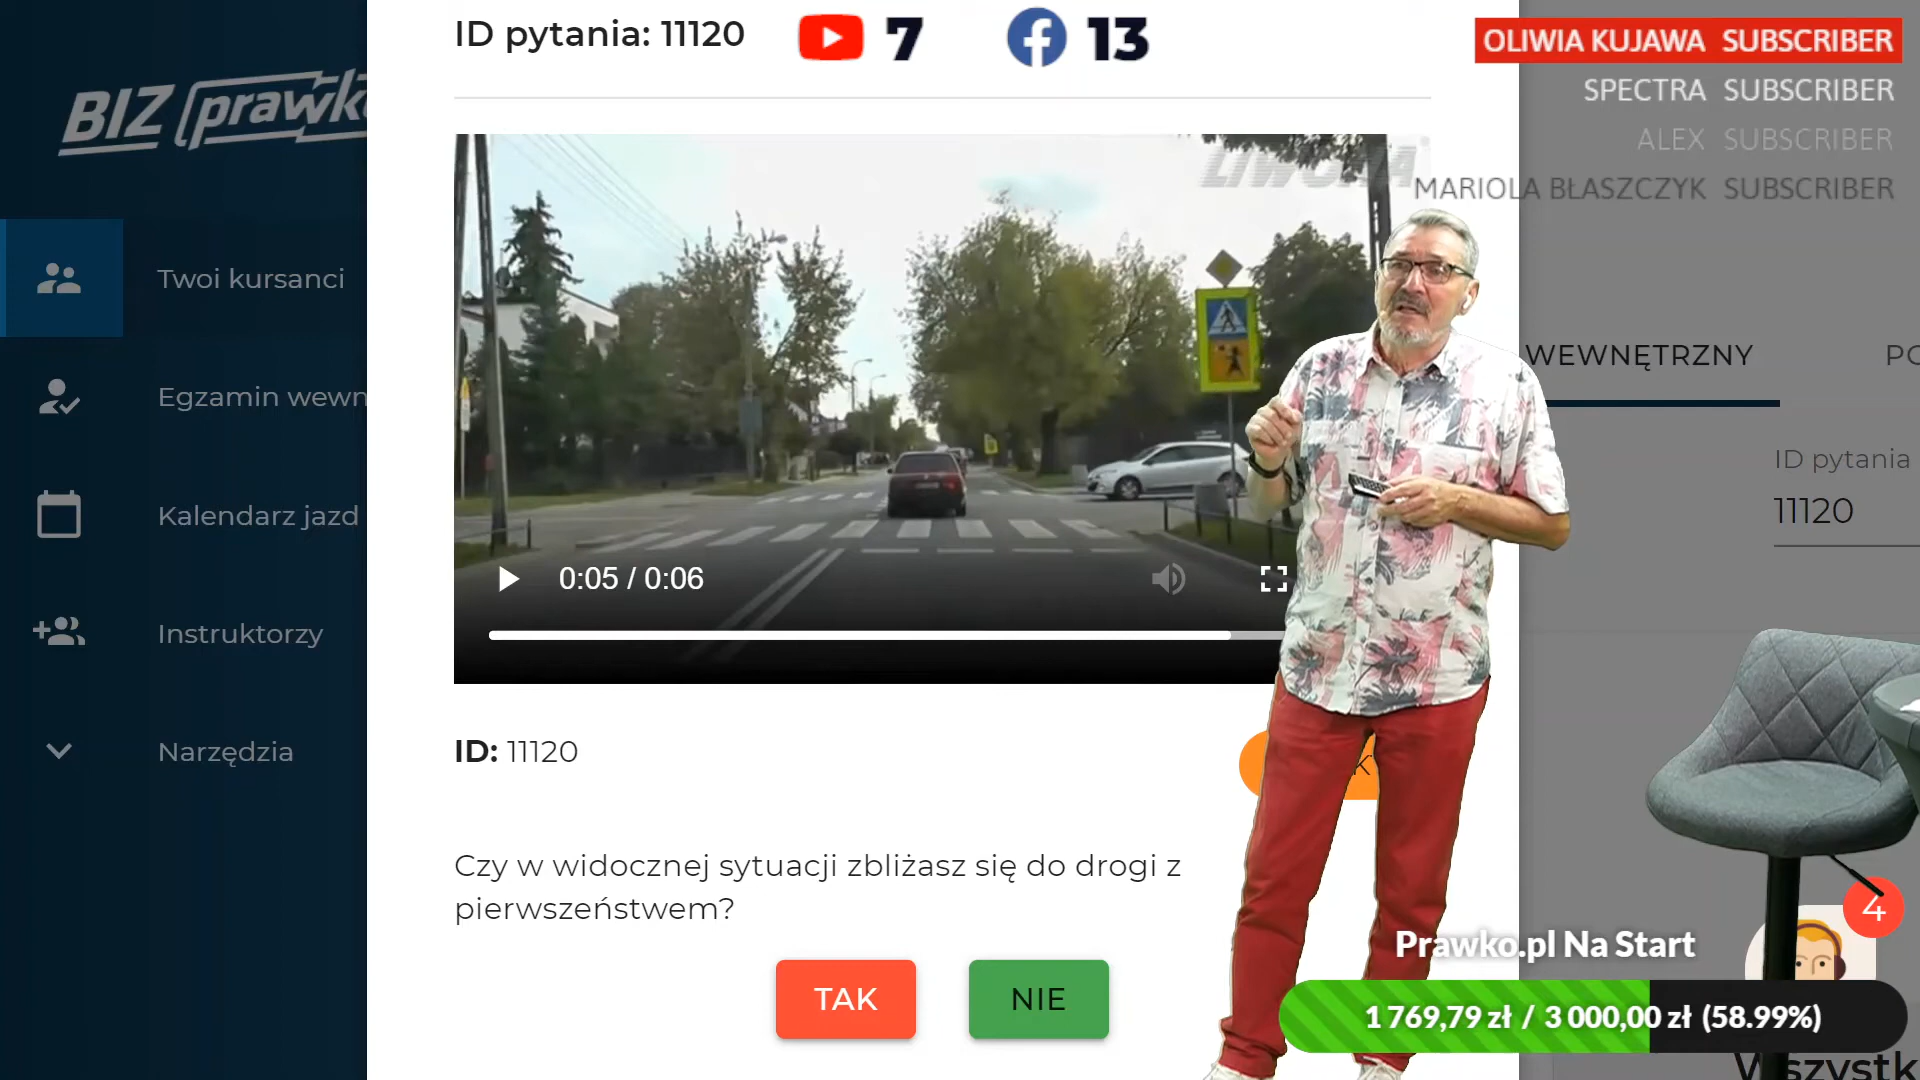 ID pytania: 11120
7
13
OLIWIA KUJAWA SUBSCRIBER
SPECTRA SUBSCRIBER
ALEX SUBSCRIBER
MARIOLA BŁASZCZYK SUBSCRIBER
BIZ prawk
Twoi kursanci
Egzamin wewn
Kalendarz jazd
Instruktorzy
Narzędzia
WEWNĘTRZNY
PO
ID pytania
11120
0:05 / 0:06
ID: 11120
Czy w widocznej sytuacji zbliżasz się do drogi z
pierwszeństwem?
TAK
NIE
4
Prawko.pl Na Start
1 769,79 zł / 3 000,00 zł (58.99%)
Wszystk